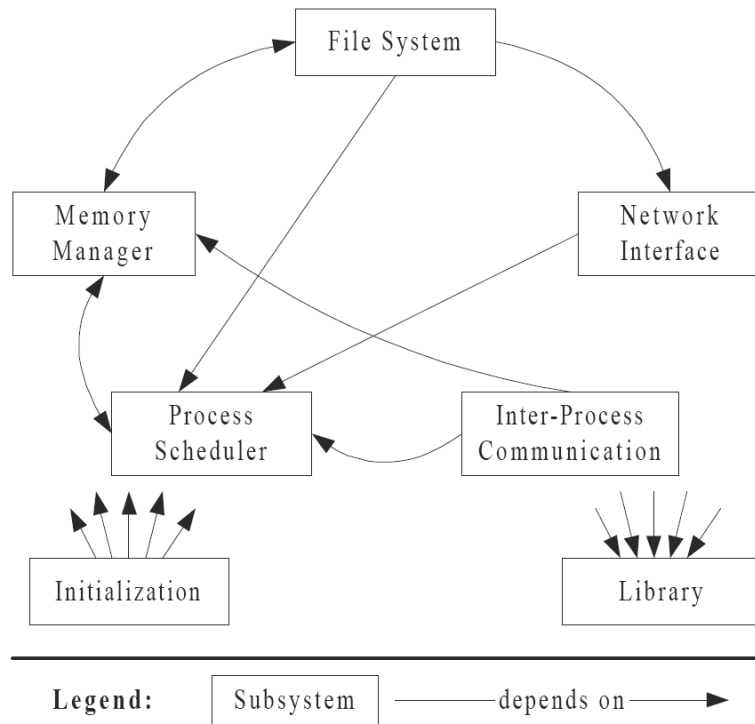 File System
Memory
Manager
Network
Interface
Process
Scheduler
Inter-Process
Communication
Initialization
Library
Legend:
Subsystem
depends on